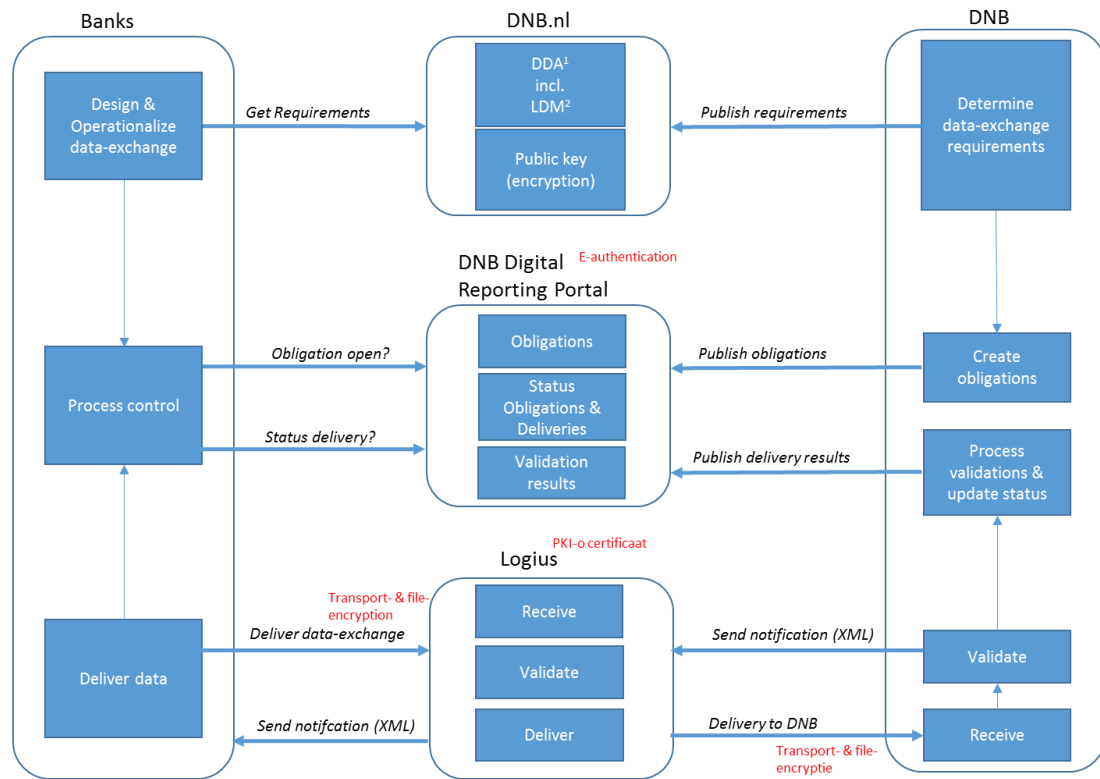 Banks
DNB.nl
DNB
Design &
Operationalize
data-exchange
Get Requirements
DDA¹
incl.
LDM²
Public key
(encryption)
Publish requirements
Determine
data-exchange
requirements
DNB Digital
Reporting Portal
E-authentication
Process control
Obligation open?
Status delivery?
Obligations
Status
Obligations &
Deliveries
Validation
results
Publish obligations
Publish delivery results
Create
obligations
Process
validations &
update status
Logius
PKI-o certificaat
Transport- & file-
encryption
Deliver data-exchange
Deliver data
Send notifcation (XML)
Receive
Validate
Deliver
Send notification (XML)
Delivery to DNB
Transport- & file-
encryptie
Validate
Receive